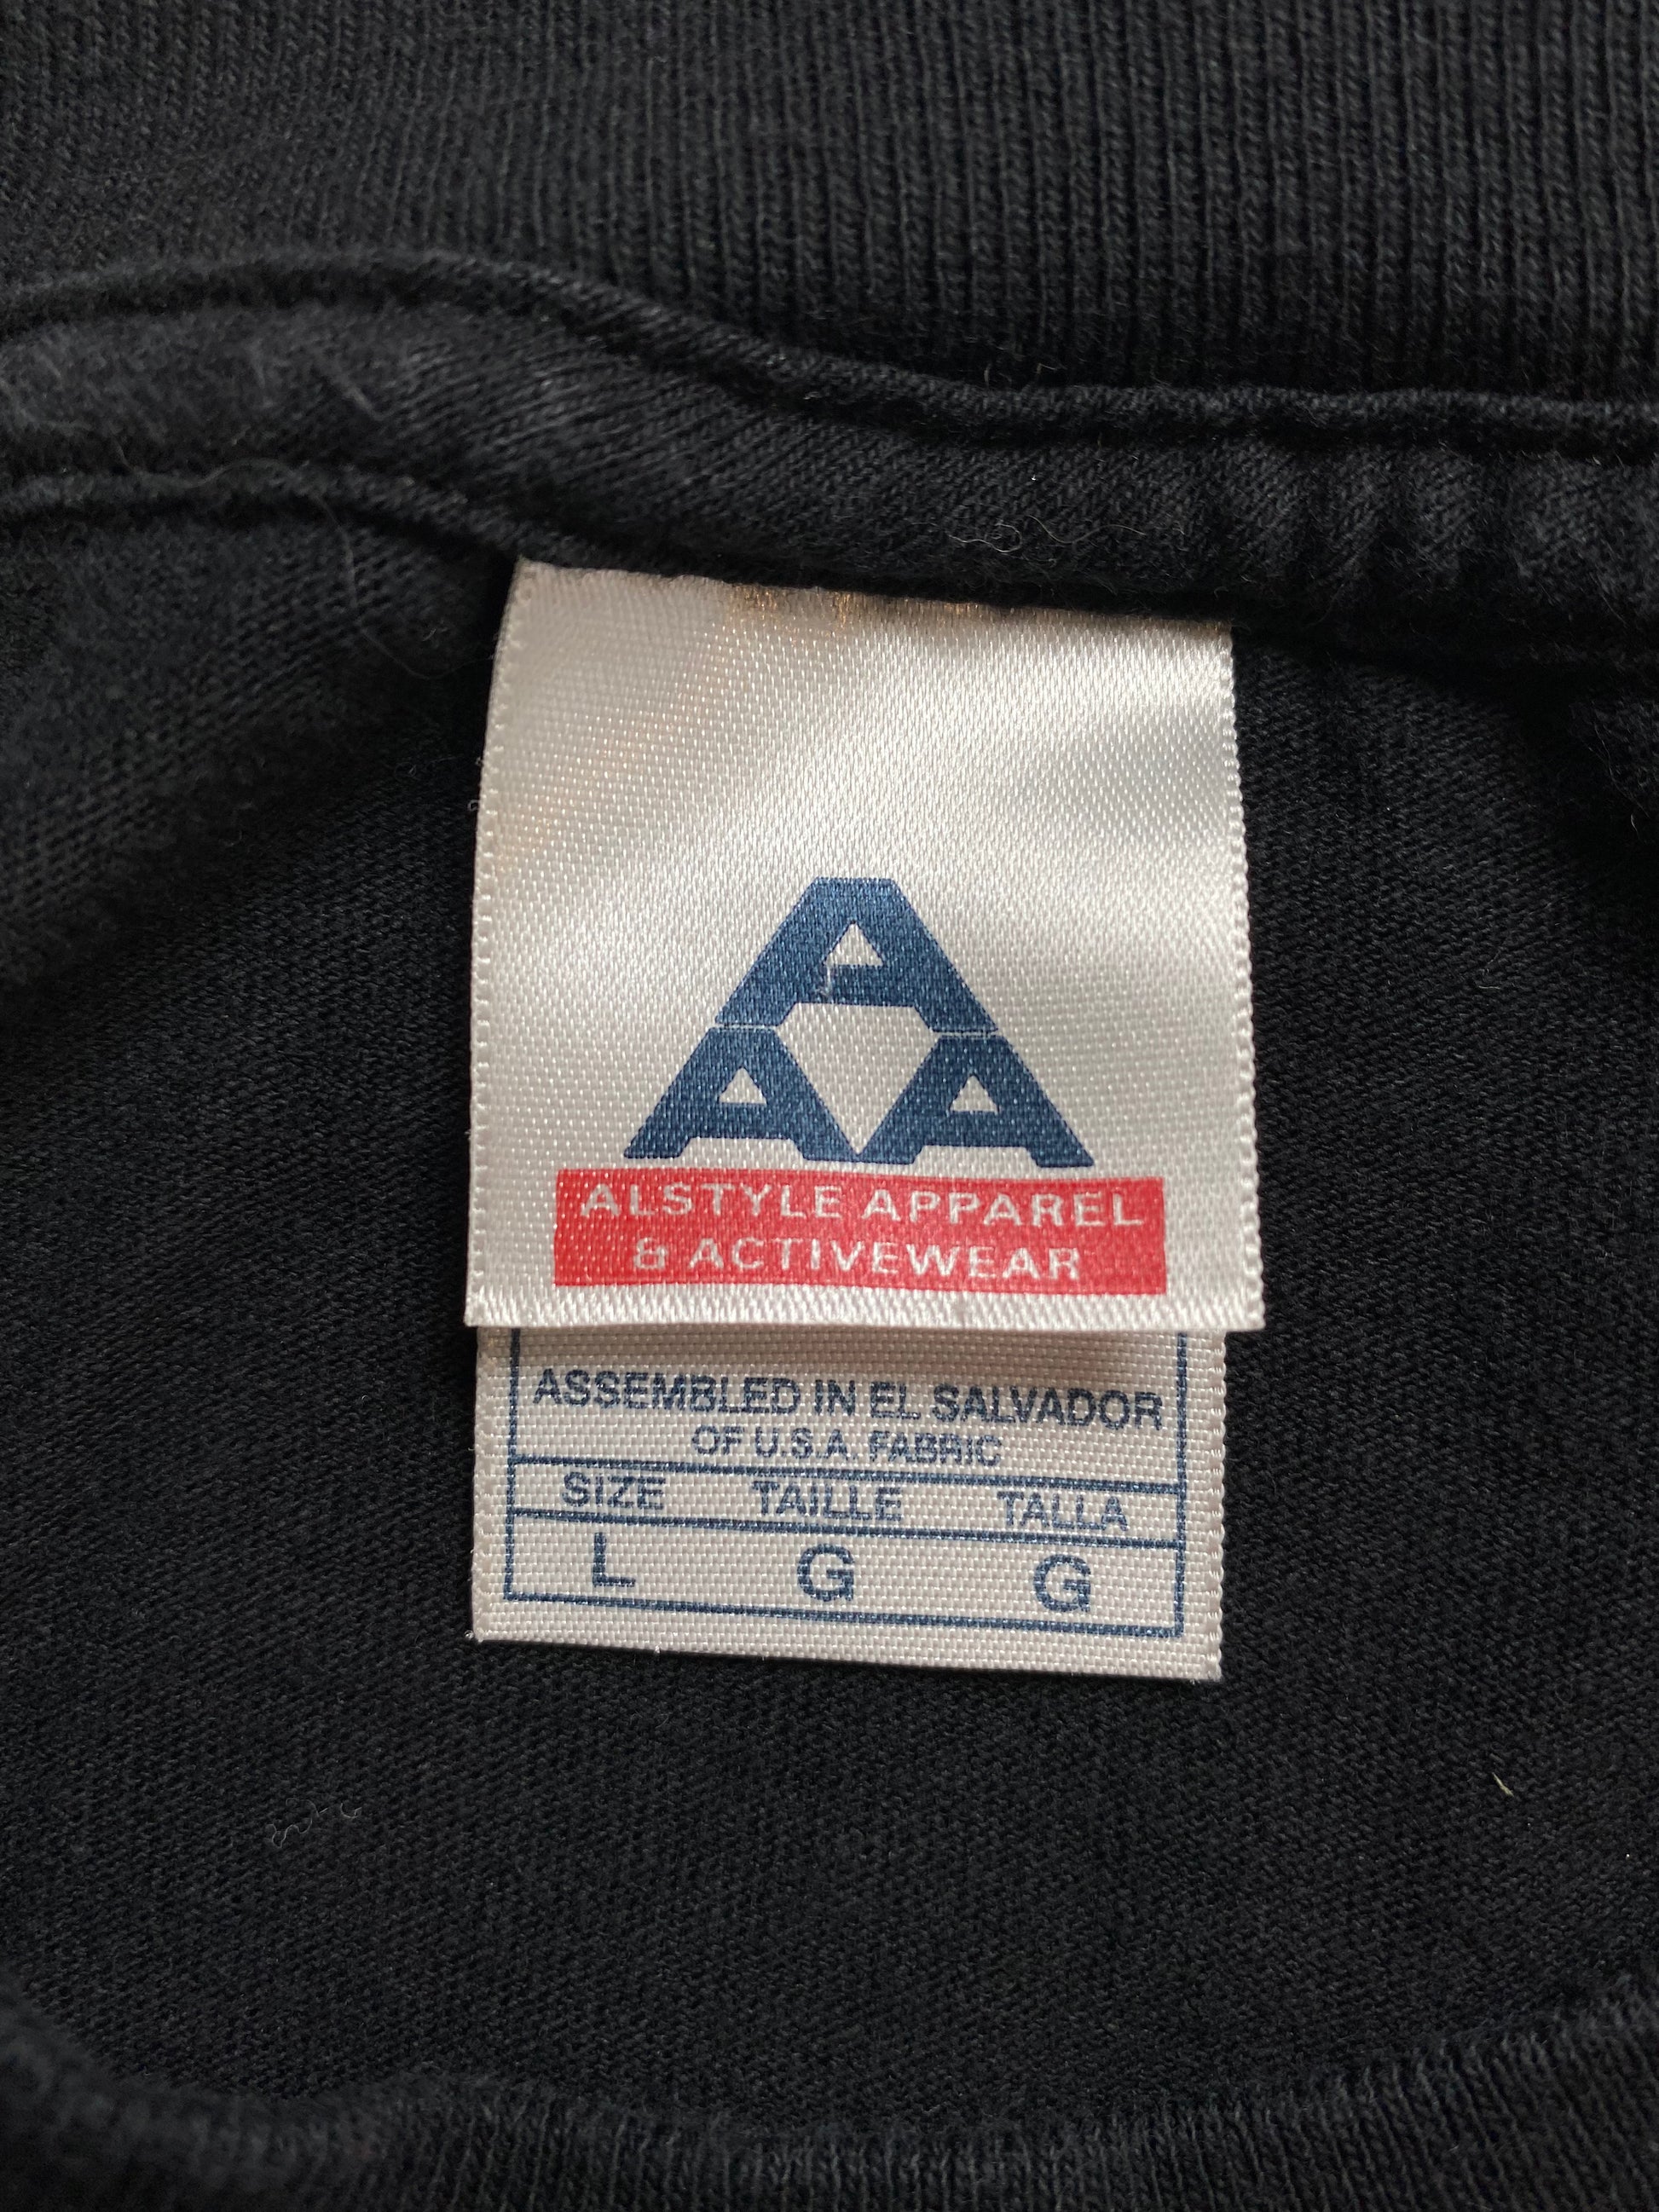 A
A A
ALSTYLE APPAREL
& ACTIVEWEAR
ASSEMBLED IN EL SALVADOR
OF U.S.A. FABRIC
SIZE TAILLE TALLA
L G G